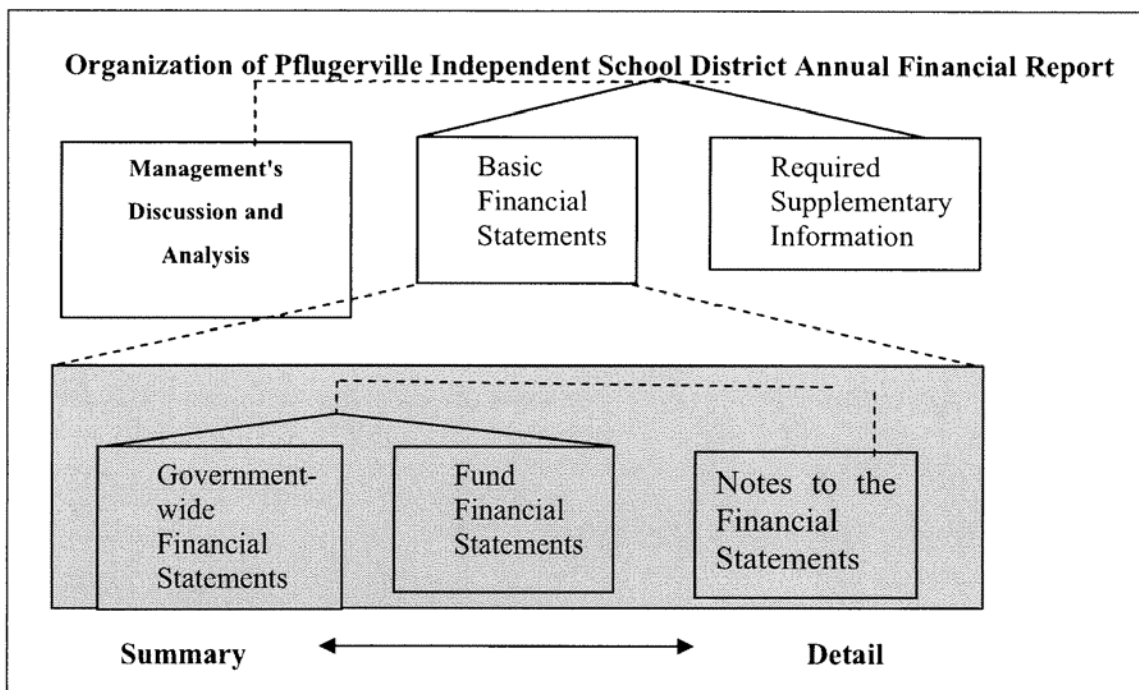 Organization of Pflugerville Independent School District Annual Financial Report
Management's
Discussion and
Analysis
Basic
Financial
Statements
Required
Supplementary
Information
Government-
wide
Financial
Statements
Fund
Financial
Statements
Notes to the
Financial
Statements
Summary
Detail